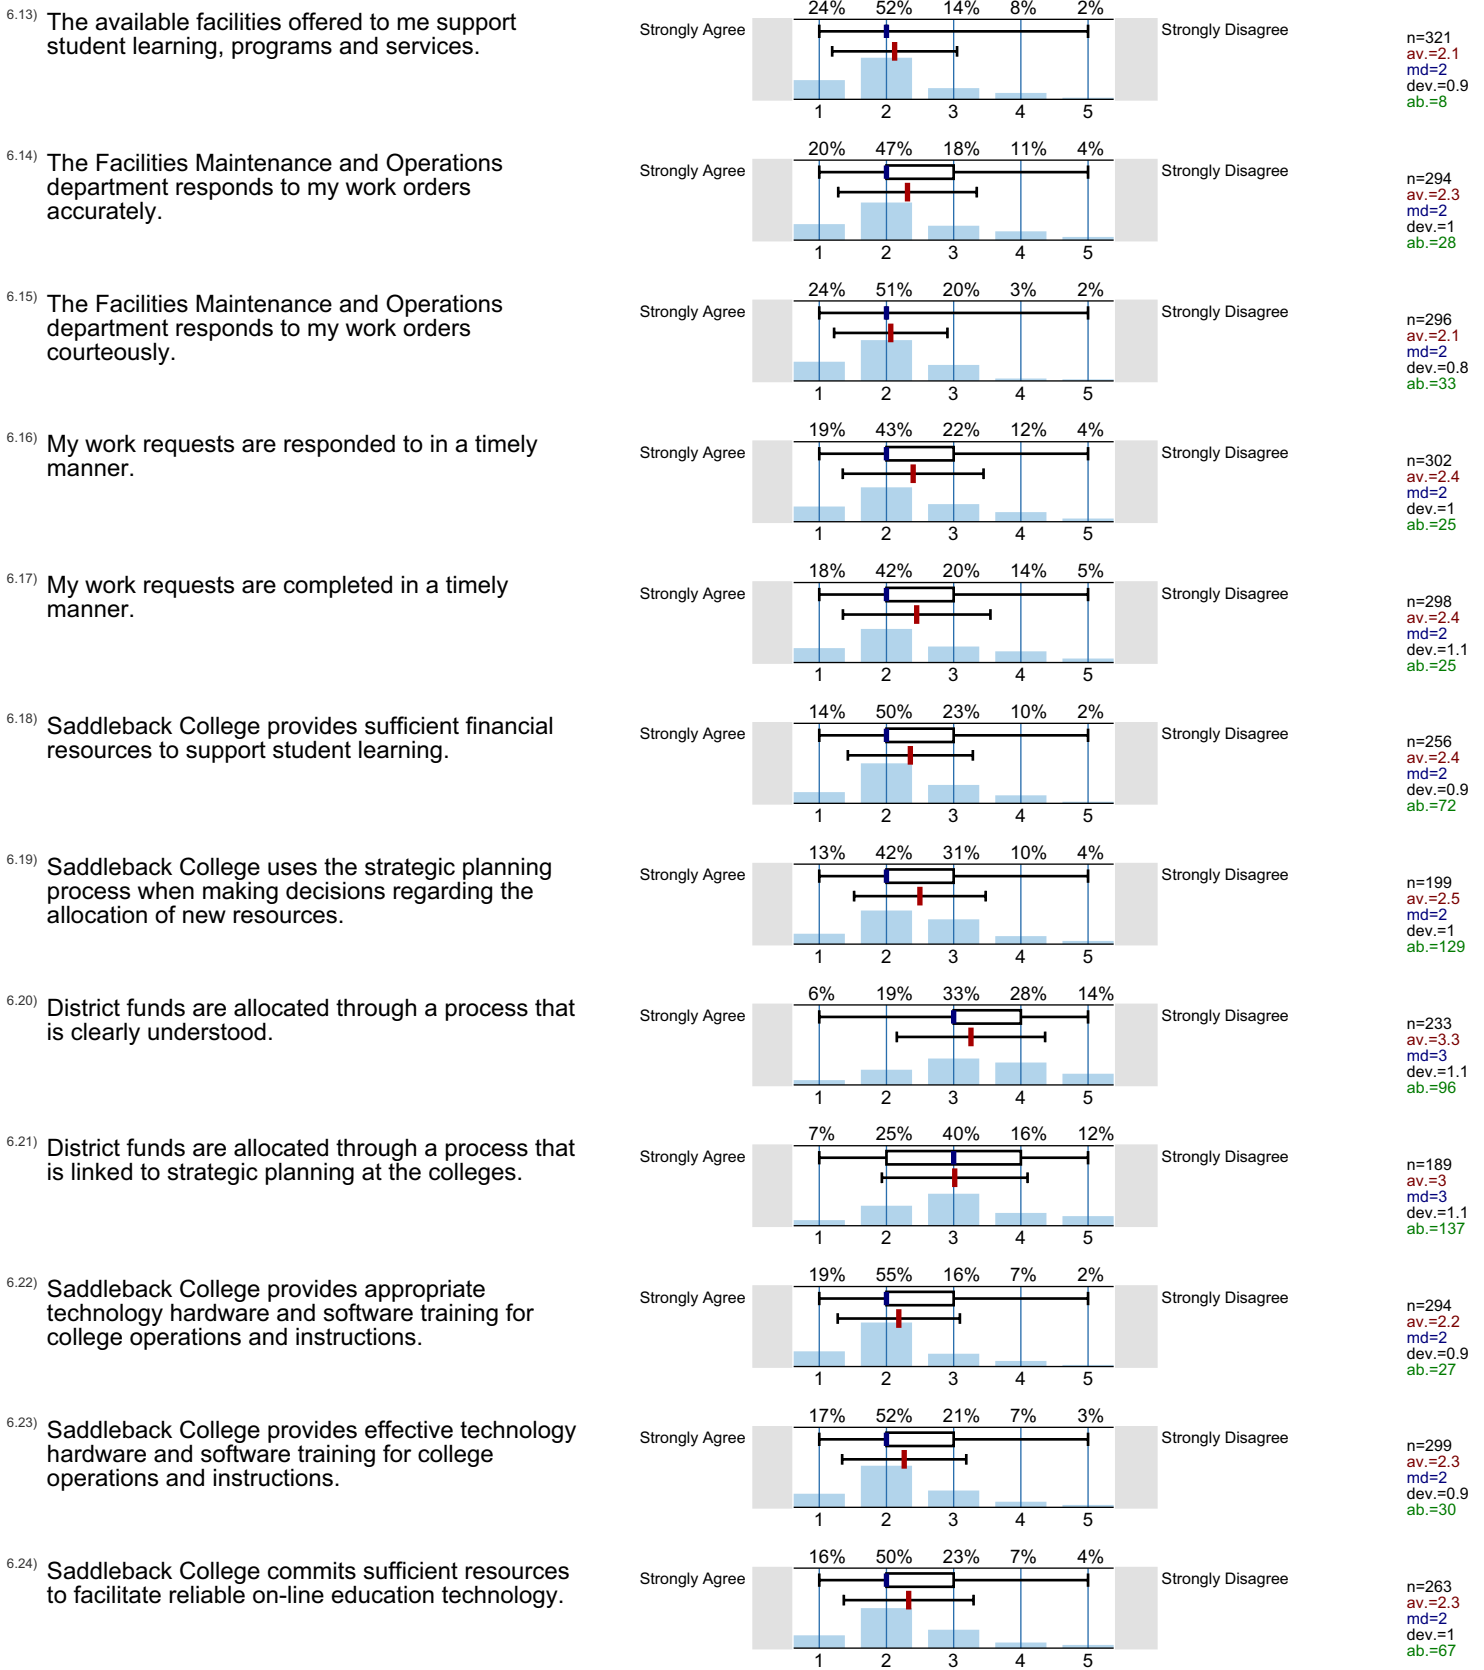 6.13) The available facilities offered to me support
student learning, programs and services.
24% 52% 14% 8% 2%
Strongly Agree Strongly Disagree
1 2 3 4 5
n=321
av.=2.1
md=2
dev.=0.9
ab.=8
6.14) The Facilities Maintenance and Operations
department responds to my work orders
accurately.
20% 47% 18% 11% 4%
Strongly Agree Strongly Disagree
1 2 3 4 5
n=294
av.=2.3
md=2
dev.=1
ab.=28
6.15) The Facilities Maintenance and Operations
department responds to my work orders
courteously.
24% 51% 20% 3% 2%
Strongly Agree Strongly Disagree
1 2 3 4 5
n=296
av.=2.1
md=2
dev.=0.8
ab.=33
6.16) My work requests are responded to in a timely
manner.
19% 43% 22% 12% 4%
Strongly Agree Strongly Disagree
1 2 3 4 5
n=302
av.=2.4
md=2
dev.=1
ab.=25
6.17) My work requests are completed in a timely
manner.
18% 42% 20% 14% 5%
Strongly Agree Strongly Disagree
1 2 3 4 5
n=298
av.=2.4
md=2
dev.=1.1
ab.=25
6.18) Saddleback College provides sufficient financial
resources to support student learning.
14% 50% 23% 10% 2%
Strongly Agree Strongly Disagree
1 2 3 4 5
n=256
av.=2.4
md=2
dev.=0.9
ab.=72
6.19) Saddleback College uses the strategic planning
process when making decisions regarding the
allocation of new resources.
13% 42% 31% 10% 4%
Strongly Agree Strongly Disagree
1 2 3 4 5
n=199
av.=2.5
md=2
dev.=1
ab.=129
6.20) District funds are allocated through a process that
is clearly understood.
6% 19% 33% 28% 14%
Strongly Agree Strongly Disagree
1 2 3 4 5
n=233
av.=3.3
md=3
dev.=1.1
ab.=96
6.21) District funds are allocated through a process that
is linked to strategic planning at the colleges.
7% 25% 40% 16% 12%
Strongly Agree Strongly Disagree
1 2 3 4 5
n=189
av.=3
md=3
dev.=1.1
ab.=137
6.22) Saddleback College provides appropriate
technology hardware and software training for
college operations and instructions.
19% 55% 16% 7% 2%
Strongly Agree Strongly Disagree
1 2 3 4 5
n=294
av.=2.2
md=2
dev.=0.9
ab.=27
6.23) Saddleback College provides effective technology
hardware and software training for college
operations and instructions.
17% 52% 21% 7% 3%
Strongly Agree Strongly Disagree
1 2 3 4 5
n=299
av.=2.3
md=2
dev.=0.9
ab.=30
6.24) Saddleback College commits sufficient resources
to facilitate reliable on-line education technology.
16% 50% 23% 7% 4%
Strongly Agree Strongly Disagree
1 2 3 4 5
n=263
av.=2.3
md=2
dev.=1
ab.=67